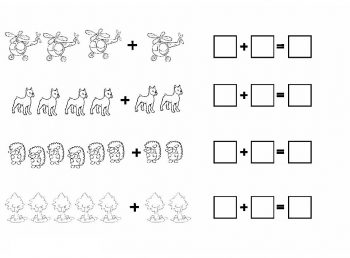 + + =
+ + =
+ + =
+ + =